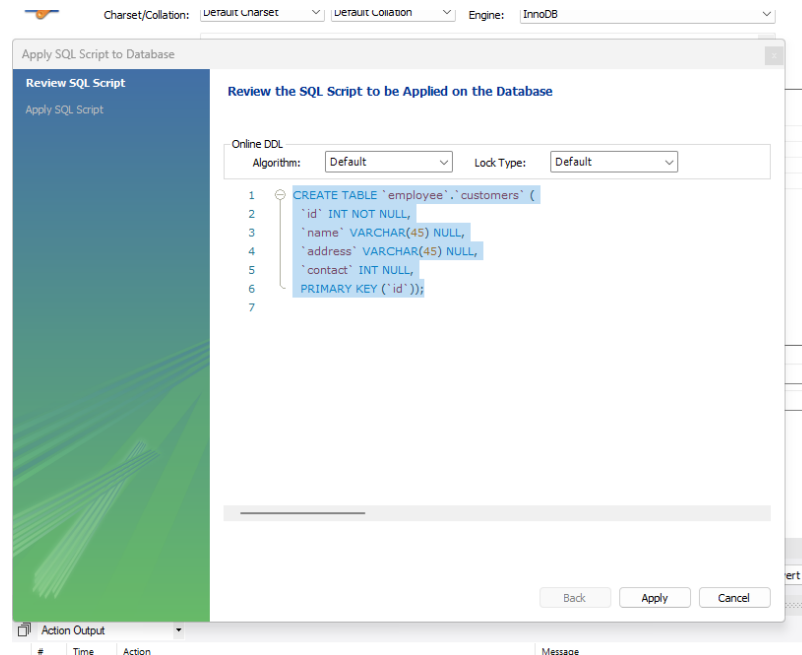 Charset/Collation: Default Charset Default Collation Engine: InnoDB
Apply SQL Script to Database
Review SQL Script
Apply SQL Script
Review the SQL Script to be Applied on the Database
Online DDL
Algorithm: Default Lock Type: Default
1 CREATE TABLE `employee`.`customers` (
2 `id` INT NOT NULL,
3 `name` VARCHAR(45) NULL,
4 `address` VARCHAR(45) NULL,
5 `contact` INT NULL,
6 PRIMARY KEY (`id`));
7
Back Apply Cancel
Action Output
# Time Action Message